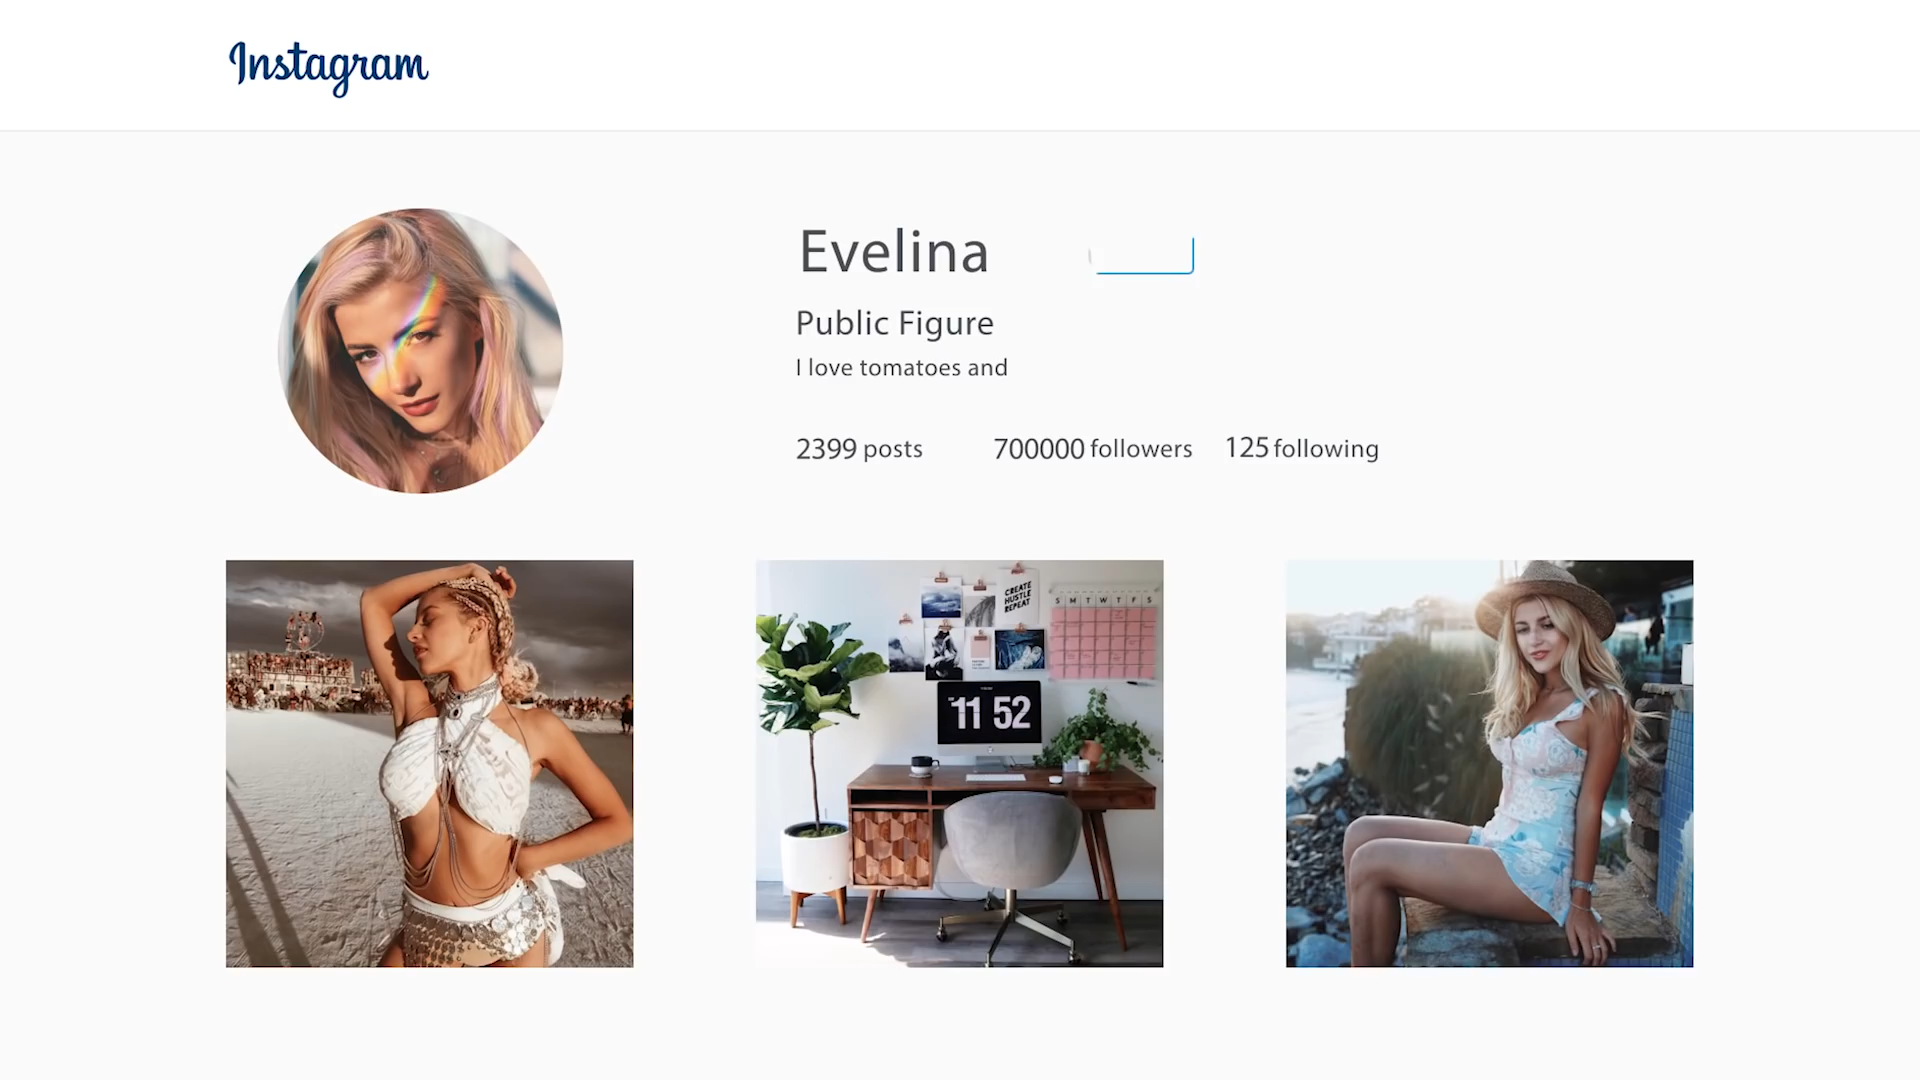 Instagram
Evelina
Public Figure
I love tomatoes and
2399 posts 700000 followers 125 following
CREATE
HUSTLE
REPEAT
S M T W T F S
11 52